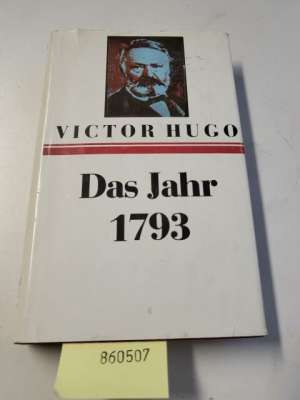 VICTOR HUGO
Das Jahr
1793
860507